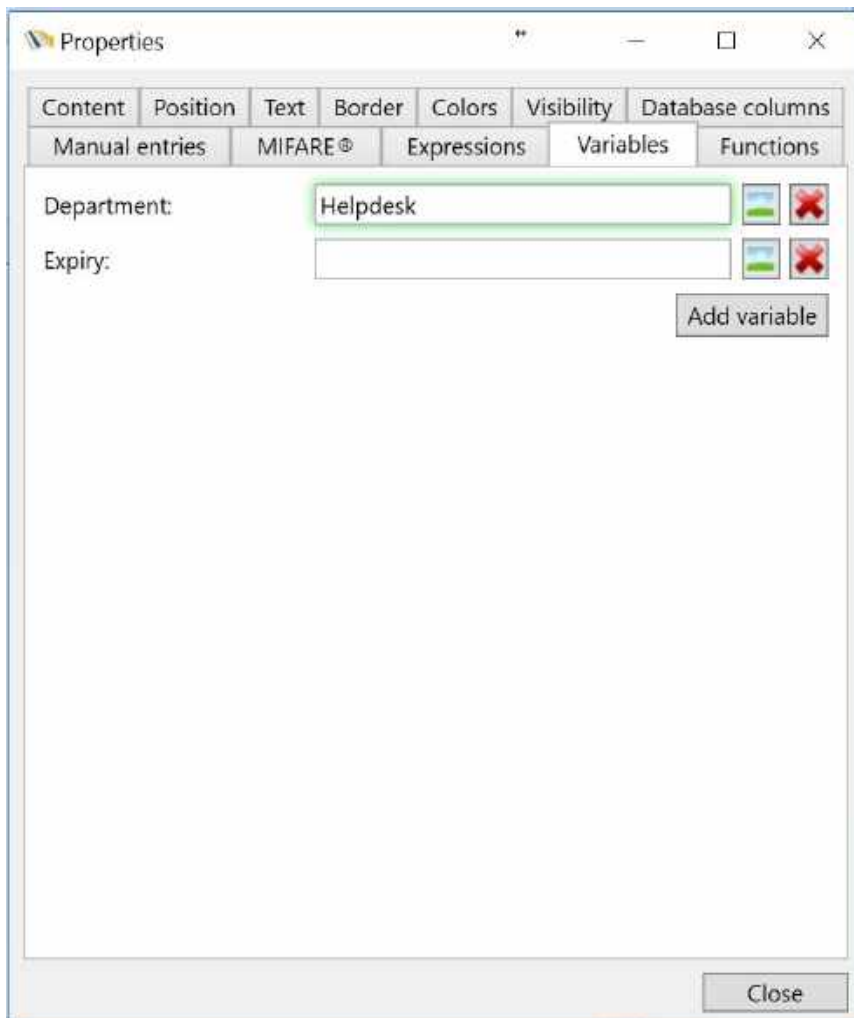 Properties
Content Position Text Border Colors Visibility Database columns
Manual entries MIFARE® Expressions Variables Functions
Department: Helpdesk
Expiry:
Add variable
Close